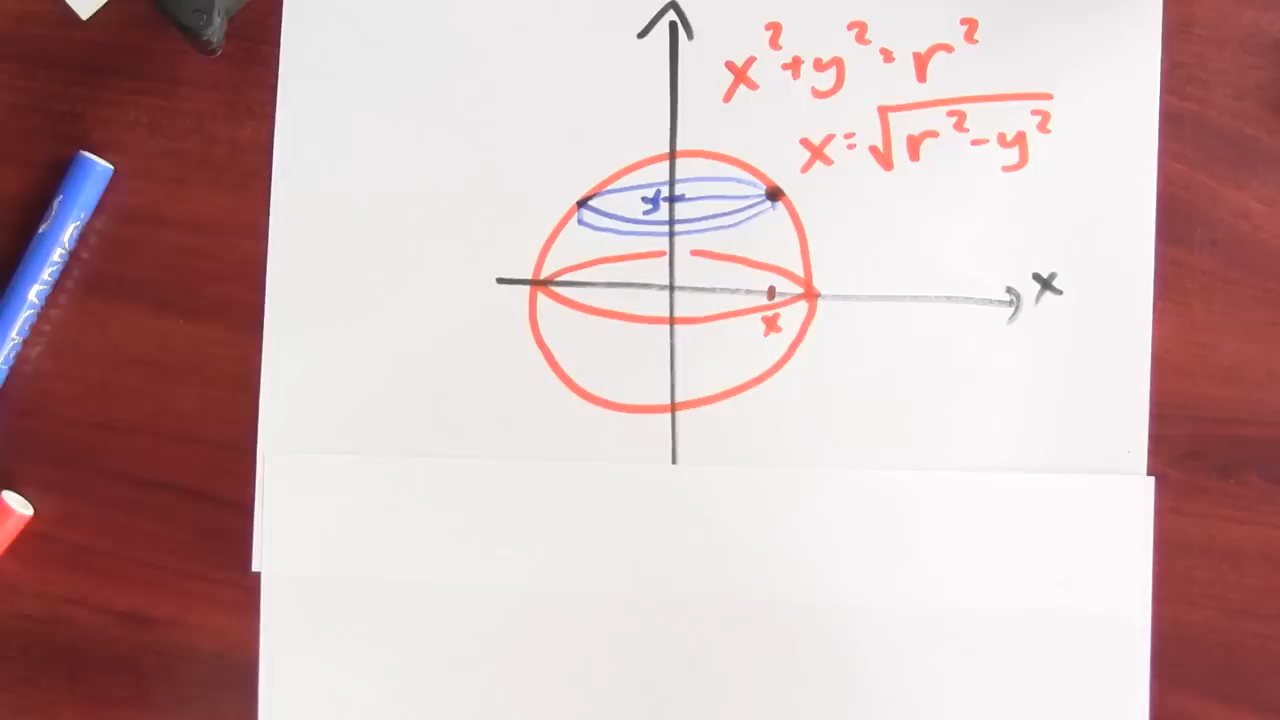 x²+y²=r²
x=√(r²-y²)
y
x
x